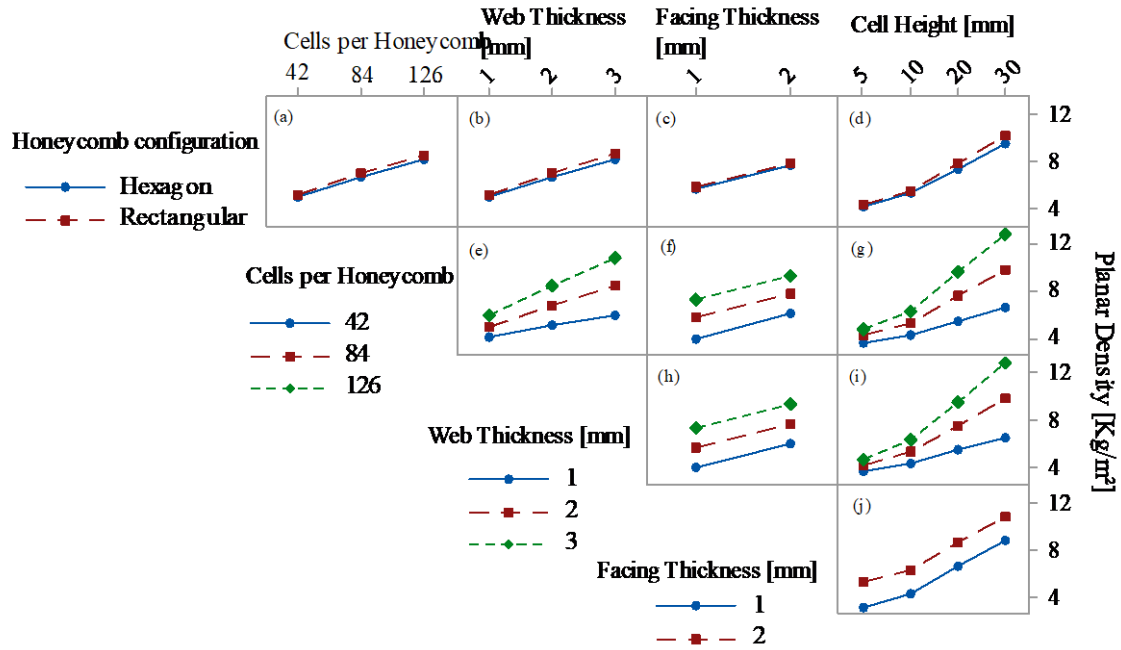 Cells per Honeycomb
42 84 126
Web Thickness
[mm]
1 2 3
Facing Thickness
[mm]
1 2
Cell Height [mm]
5 10 20 30
Honeycomb configuration
Hexagon
Rectangular
(a) (b) (c) (d)
12
8
4
Cells per Honeycomb
42
84
126
(e) (f) (g)
12
8
4
Web Thickness [mm]
1
2
3
(h) (i)
12
8
4
Facing Thickness [mm]
1
2
(j)
12
8
4
Planar Density [Kg/m²]